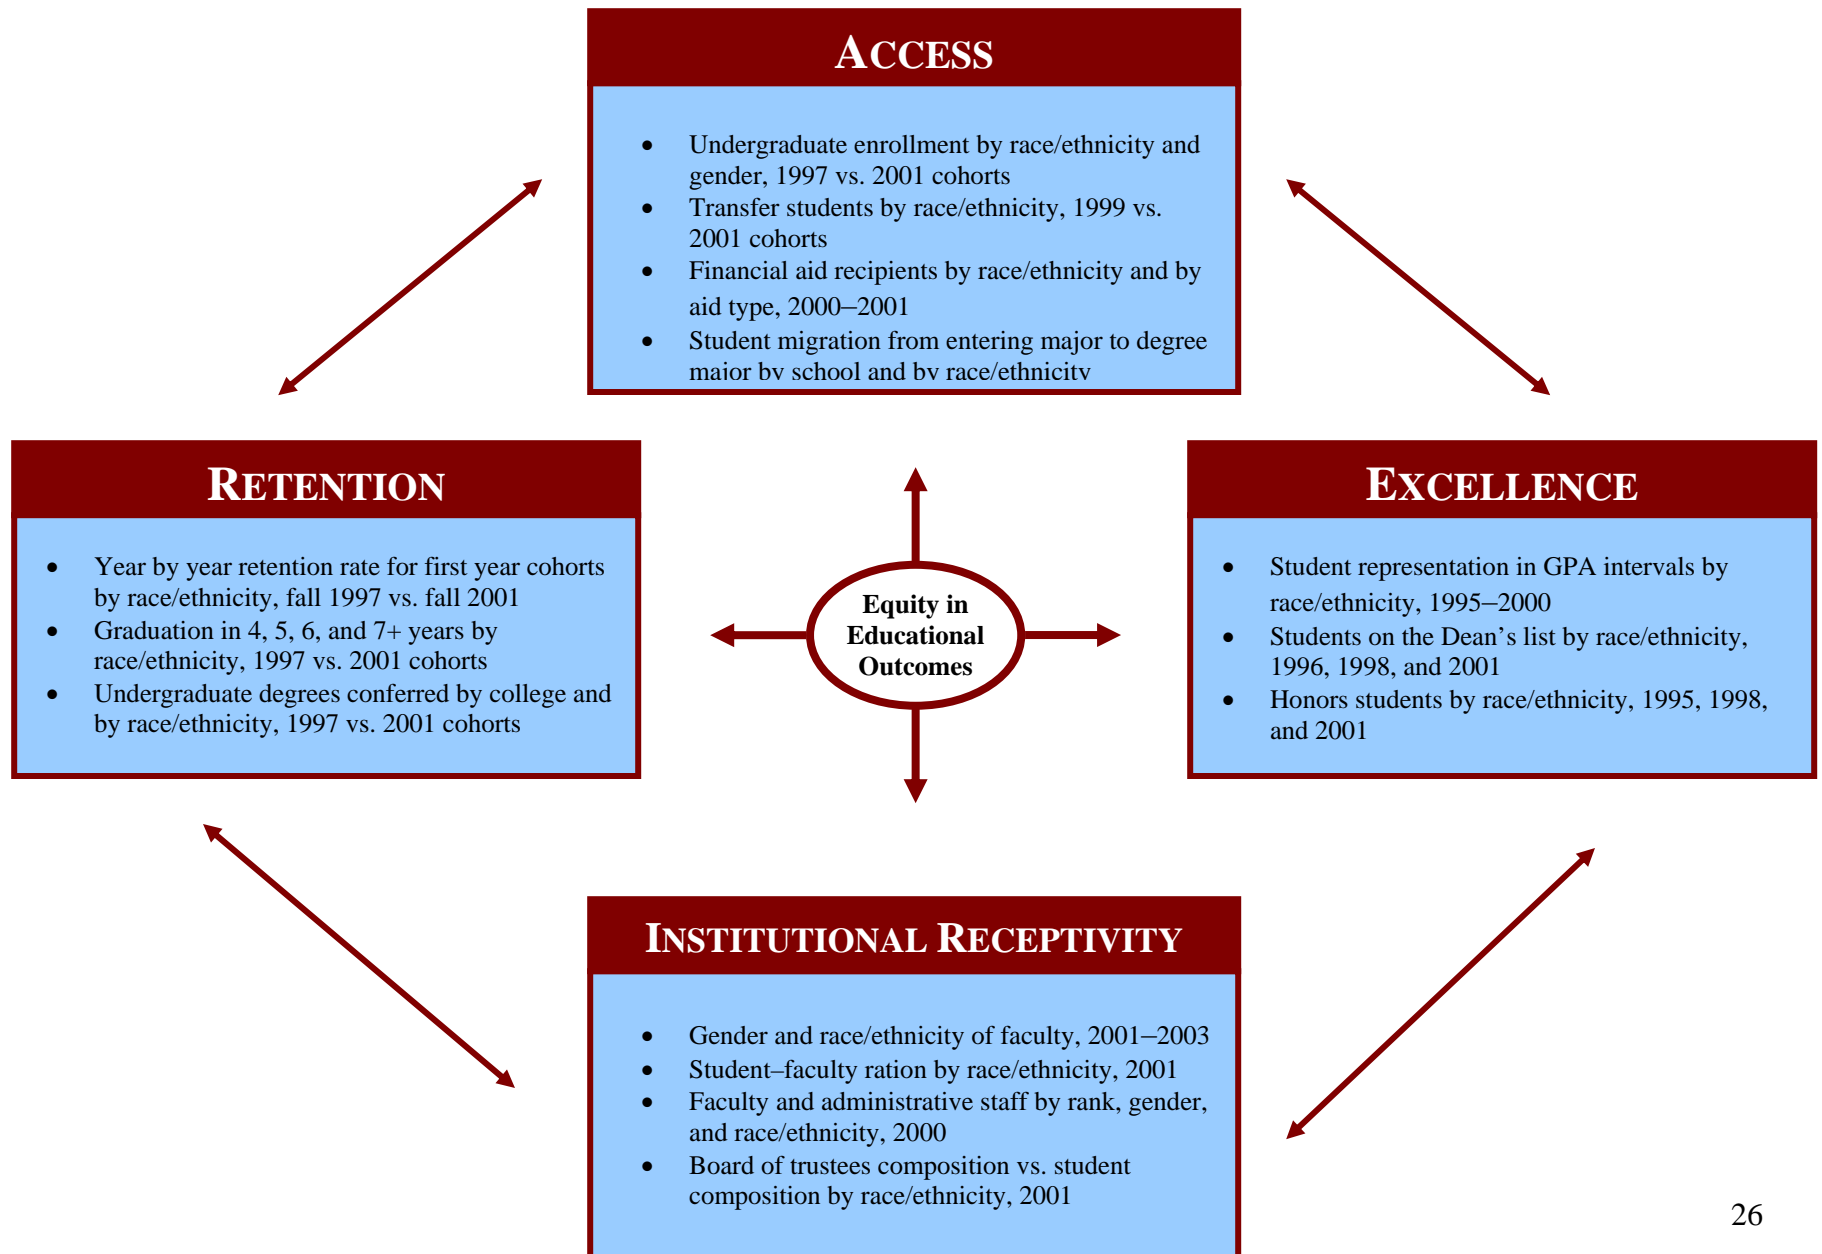 ACCESS
• Undergraduate enrollment by race/ethnicity and
gender, 1997 vs. 2001 cohorts
• Transfer students by race/ethnicity, 1999 vs.
2001 cohorts
• Financial aid recipients by race/ethnicity and by
aid type, 2000–2001
• Student migration from entering major to degree
major by school and by race/ethnicity
RETENTION
• Year by year retention rate for first year cohorts
by race/ethnicity, fall 1997 vs. fall 2001
• Graduation in 4, 5, 6, and 7+ years by
race/ethnicity, 1997 vs. 2001 cohorts
• Undergraduate degrees conferred by college and
by race/ethnicity, 1997 vs. 2001 cohorts
Equity in
Educational
Outcomes
EXCELLENCE
• Student representation in GPA intervals by
race/ethnicity, 1995–2000
• Students on the Dean’s list by race/ethnicity,
1996, 1998, and 2001
• Honors students by race/ethnicity, 1995, 1998,
and 2001
INSTITUTIONAL RECEPTIVITY
• Gender and race/ethnicity of faculty, 2001–2003
• Student–faculty ration by race/ethnicity, 2001
• Faculty and administrative staff by rank, gender,
and race/ethnicity, 2000
• Board of trustees composition vs. student
composition by race/ethnicity, 2001
26